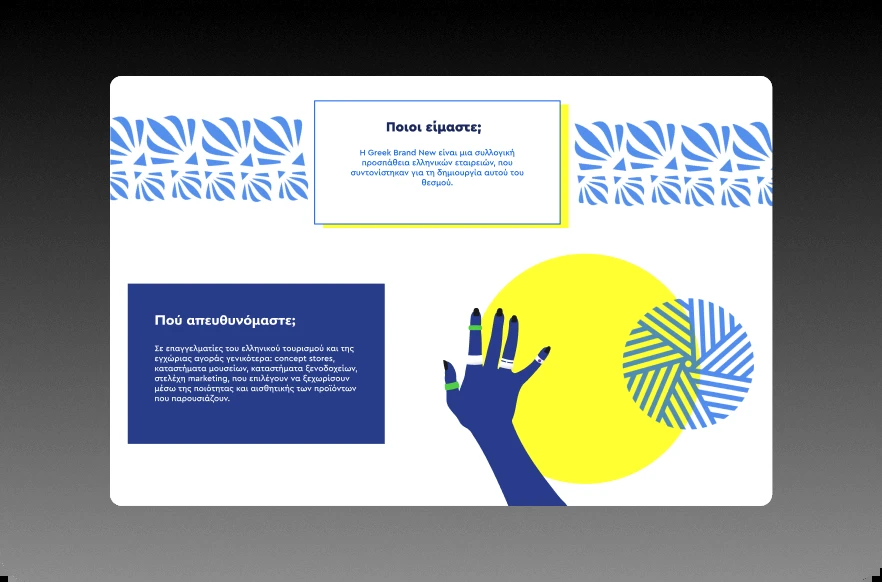 Ποιοι είμαστε;
Η Greek Brand New είναι μια συλλογική
προσπάθεια ελληνικών εταιρειών, που
συντονίστηκαν για τη δημιουργία αυτού του
θεσμού.
Πού απευθυνόμαστε;
Σε επαγγελματίες του ελληνικού τουρισμού και της
εγχώριας αγοράς γενικότερα: concept stores,
καταστήματα μουσείων, καταστήματα ξενοδοχείων,
στελέχη marketing, που επιλέγουν να ξεχωρίσουν
μέσω της ποιότητας και αισθητικής των προϊόντων
που παρουσιάζουν.